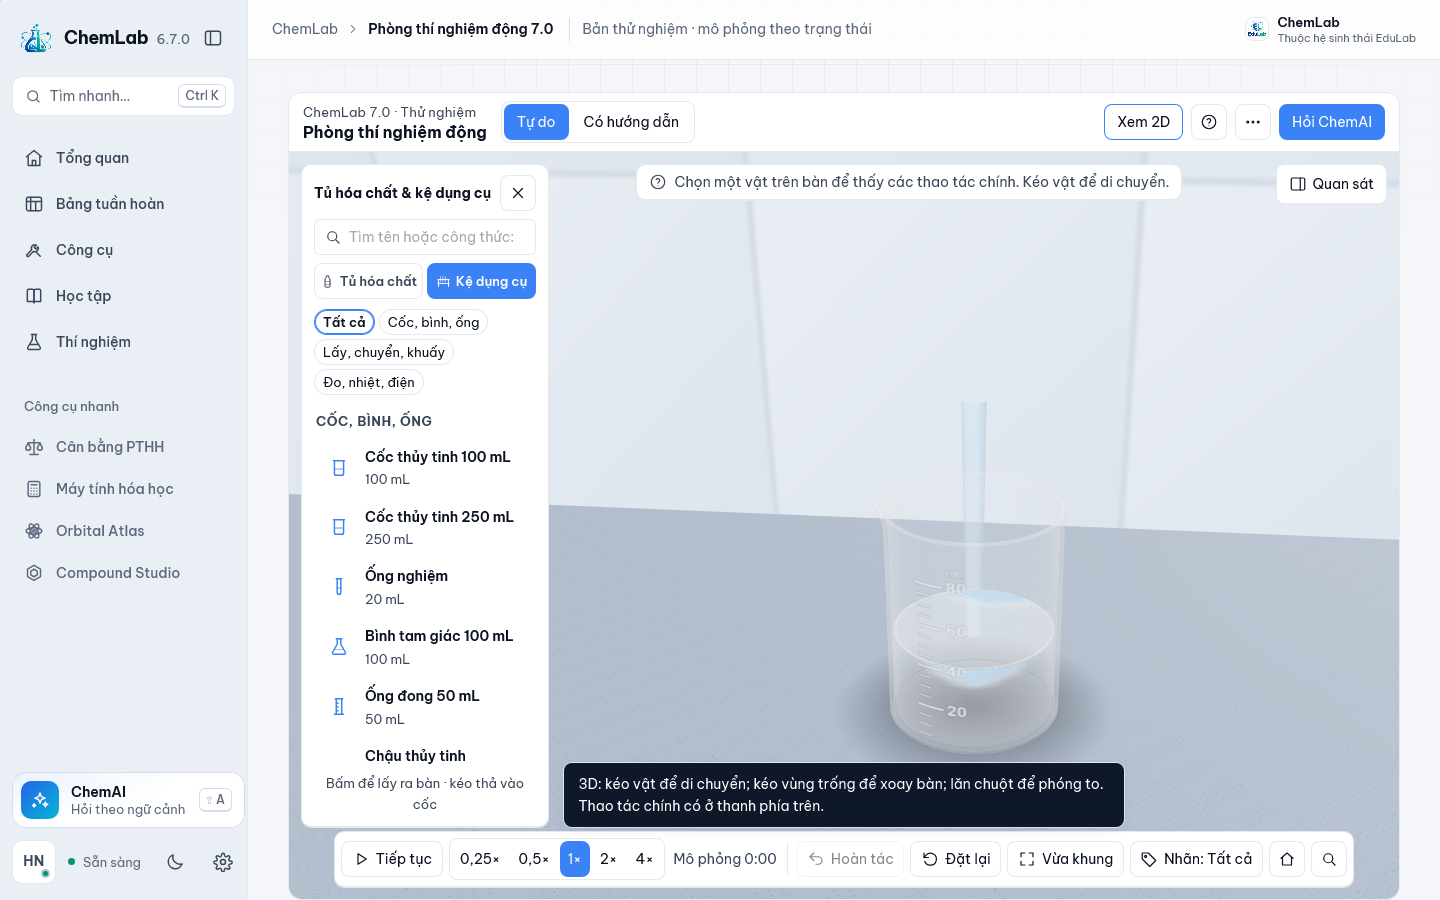 ChemLab 6.7.0
Tìm nhanh... Ctrl K
Tổng quan
Bảng tuần hoàn
Công cụ
Học tập
Thí nghiệm
Công cụ nhanh
Cân bằng PTHH
Máy tính hóa học
Orbital Atlas
Compound Studio
ChemAI
Hỏi theo ngữ cảnh
⇧ A
HN
Sẵn sàng
ChemLab > Phòng thí nghiệm động 7.0
Bản thử nghiệm · mô phỏng theo trạng thái
ChemLab
Thuộc hệ sinh thái EduLab
ChemLab 7.0 · Thử nghiệm
Phòng thí nghiệm động
Tự do
Có hướng dẫn
Xem 2D
Hỏi ChemAI
Tủ hóa chất & kệ dụng cụ
Tìm tên hoặc công thức:
Tủ hóa chất
Kệ dụng cụ
Tất cả
Cốc, bình, ống
Lấy, chuyển, khuấy
Đo, nhiệt, điện
CỐC, BÌNH, ỐNG
Cốc thủy tinh 100 mL
100 mL
Cốc thủy tinh 250 mL
250 mL
Ống nghiệm
20 mL
Bình tam giác 100 mL
100 mL
Ống đong 50 mL
50 mL
Chậu thủy tinh
Bấm để lấy ra bàn · kéo thả vào
cốc
Chọn một vật trên bàn để thấy các thao tác chính. Kéo vật để di chuyển.
Quan sát
80
60
40
20
3D: kéo vật để di chuyển; kéo vùng trống để xoay bàn; lăn chuột để phóng to.
Thao tác chính có ở thanh phía trên.
Tiếp tục
0,25× 0,5× 1× 2× 4×
Mô phỏng 0:00
Hoàn tác
Đặt lại
Vừa khung
Nhãn: Tất cả